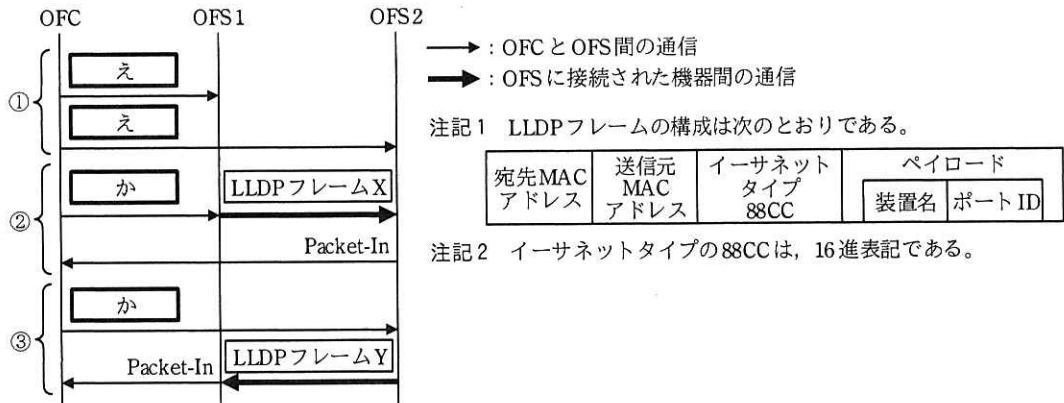 OFC OFS1 OFS2
① え
え
② か LLDPフレームX
Packet-In
③ か
Packet-In LLDPフレームY
：OFCとOFS間の通信
：OFSに接続された機器間の通信
注記1 LLDPフレームの構成は次のとおりである。
宛先MACアドレス
送信元MACアドレス
イーサネットタイプ88CC
ペイロード
装置名 ポートID
注記2 イーサネットタイプの88CCは，16進表記である。